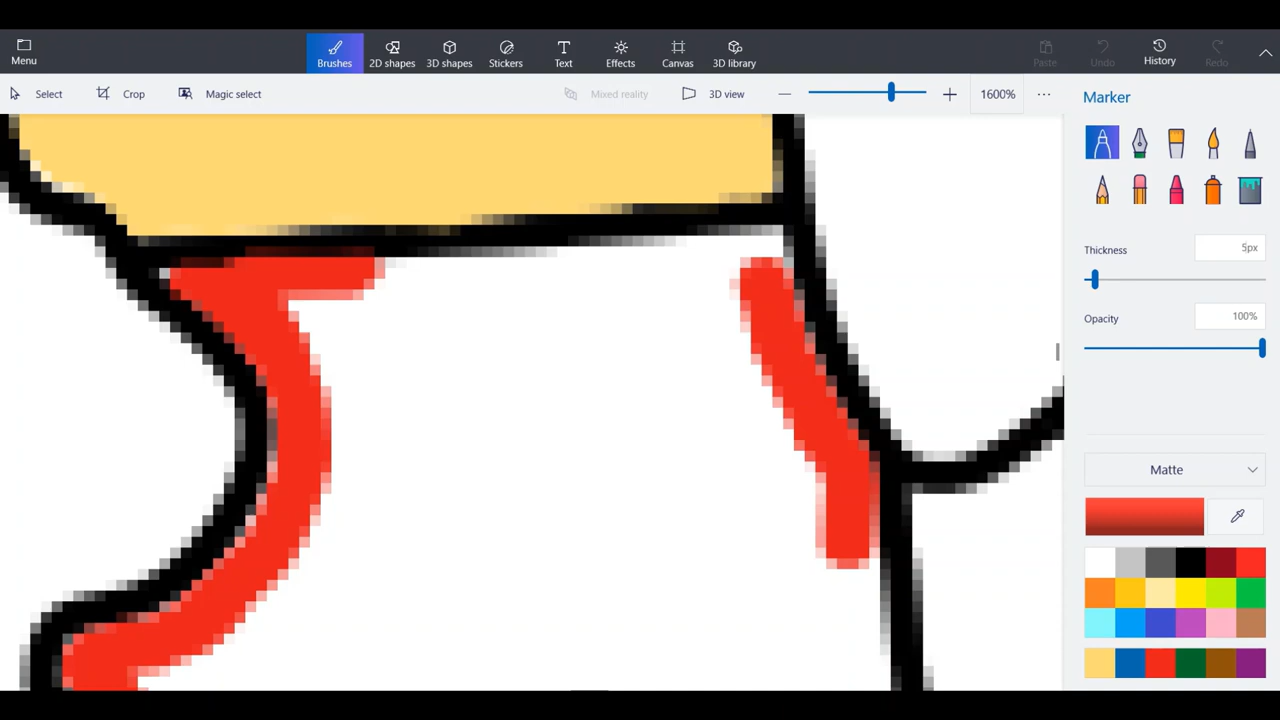 Menu
Brushes
2D shapes
3D shapes
Stickers
Text
Effects
Canvas
3D library
Paste
Undo
History
Redo
Select
Crop
Magic select
Mixed reality
3D view
1600%
Marker
Thickness
5px
Opacity
100%
Matte